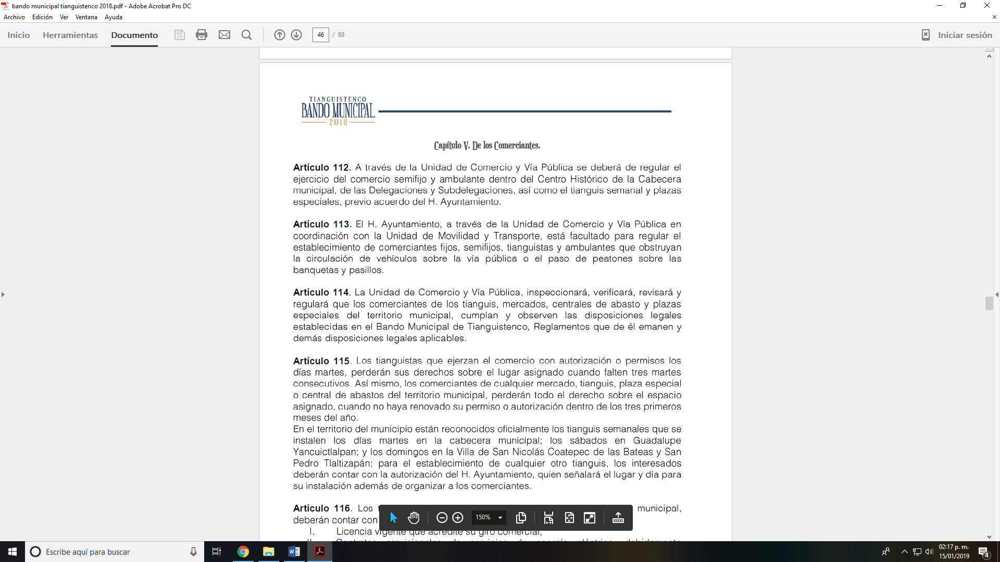 bando municipal tianguistenco 2018.pdf - Adobe Acrobat Pro DC
Archivo Edición Ver Ventana Ayuda
Inicio Herramientas Documento 46 / 88 Iniciar sesión
TIANGUISTENCO
BANDO MUNICIPAL
2018
Capítulo V. De los Comerciantes.
Artículo 112. A través de la Unidad de Comercio y Vía Pública se deberá de regular el
ejercicio del comercio semifijo y ambulante dentro del Centro Histórico de la Cabecera
municipal, de las Delegaciones y Subdelegaciones, así como el tianguis semanal y plazas
especiales, previo acuerdo del H. Ayuntamiento.
Artículo 113. El H. Ayuntamiento, a través de la Unidad de Comercio y Vía Pública en
coordinación con la Unidad de Movilidad y Transporte, está facultado para regular el
establecimiento de comerciantes fijos, semifijos, tianguistas y ambulantes que obstruyan
la circulación de vehículos sobre la vía pública o el paso de peatones sobre las
banquetas y pasillos.
Artículo 114. La Unidad de Comercio y Vía Pública, inspeccionará, verificará, revisará y
regulará que los comerciantes de los tianguis, mercados, centrales de abasto y plazas
especiales del territorio municipal, cumplan y observen las disposiciones legales
establecidas en el Bando Municipal de Tianguistenco, Reglamentos que de él emanen y
demás disposiciones legales aplicables.
Artículo 115. Los tianguistas que ejerzan el comercio con autorización o permisos los
días martes, perderán sus derechos sobre el lugar asignado cuando falten tres martes
consecutivos. Así mismo, los comerciantes de cualquier mercado, tianguis, plaza especial
o central de abastos del territorio municipal, perderán todo el derecho sobre el espacio
asignado, cuando no haya renovado su permiso o autorización dentro de los tres primeros
meses del año.
En el territorio del municipio están reconocidos oficialmente los tianguis semanales que se
instalen los días martes en la cabecera municipal; los sábados en Guadalupe
Yancuictlalpan; y los domingos en la Villa de San Nicolás Coatepec de las Bateas y San
Pedro Tlaltizapán; para el establecimiento de cualquier otro tianguis, los interesados
deberán contar con la autorización del H. Ayuntamiento, quien señalará el lugar y día para
su instalación además de organizar a los comerciantes.
Artículo 116. Los municipal,
deberán contar con
150%
I. Licencia vigente que acredite su giro comercial;
Escribe aquí para buscar
02:17 p. m.
15/01/2019
4